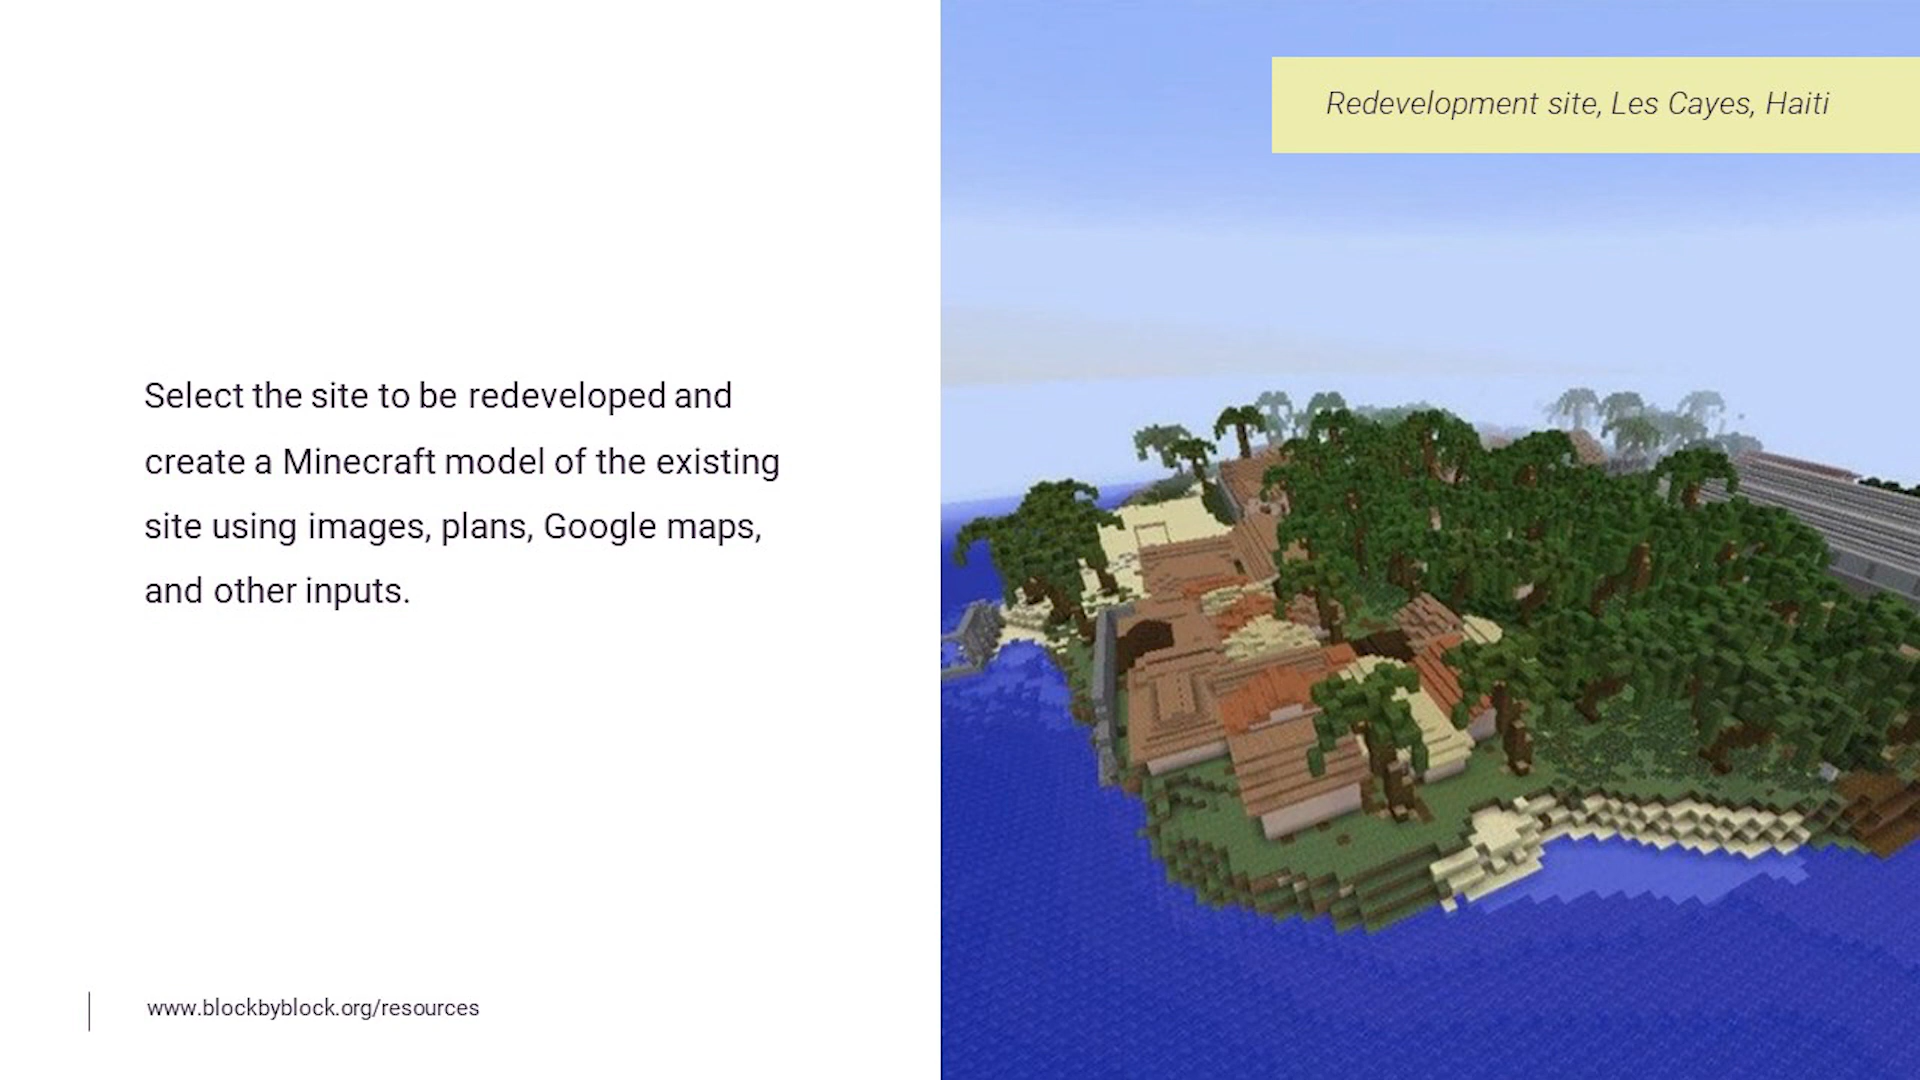 Redevelopment site, Les Cayes, Haiti
Select the site to be redeveloped and
create a Minecraft model of the existing
site using images, plans, Google maps,
and other inputs.
www.blockbyblock.org/resources